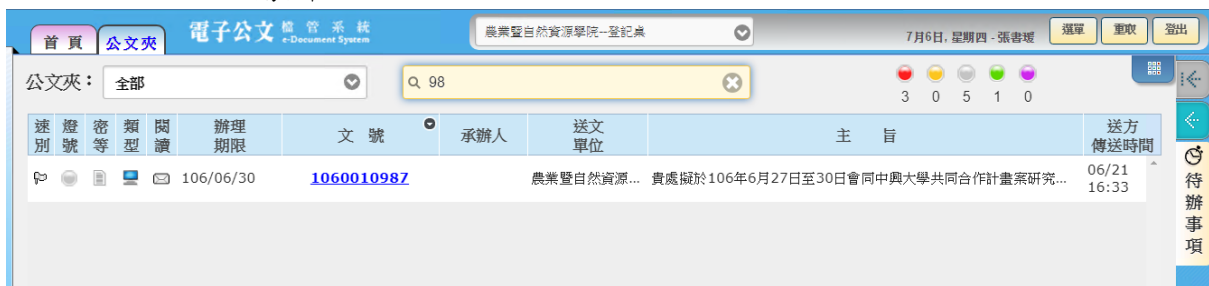 首 頁
公文夾
電子公文 檔 管 系 統
e-Document System
農業暨自然資源學院--登記桌
7月6日, 星期四 - 張書瑗
選單
重取
登出
公文夾：
全部
98
3 0 5 1 0
速別 燈號 密等 類型 閱讀 辦理期限 文 號 承辦人 送文單位 主 旨 送方傳送時間
106/06/30 1060010987 農業暨自然資源... 貴處擬於106年6月27日至30日會同中興大學共同合作計畫案研究... 06/21
16:33
待辦事項